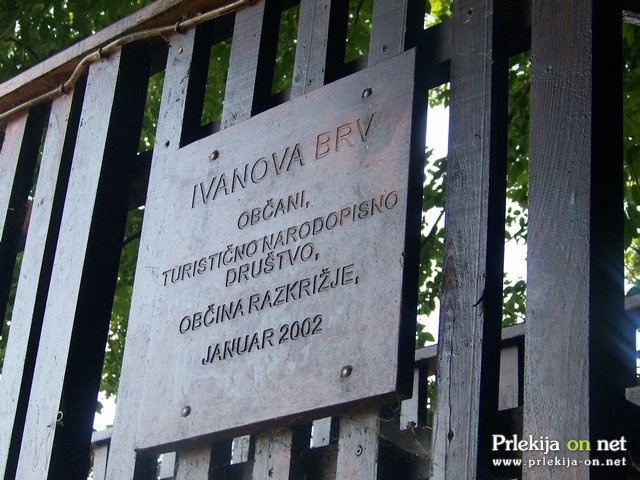 IVANOVA BRV
OBČANI,
TURISTIČNO NARODOPISNO
DRUŠTVO,
OBČINA RAZKRIŽJE,
JANUAR 2002
Prlekija on net
www.prlekija-on.net